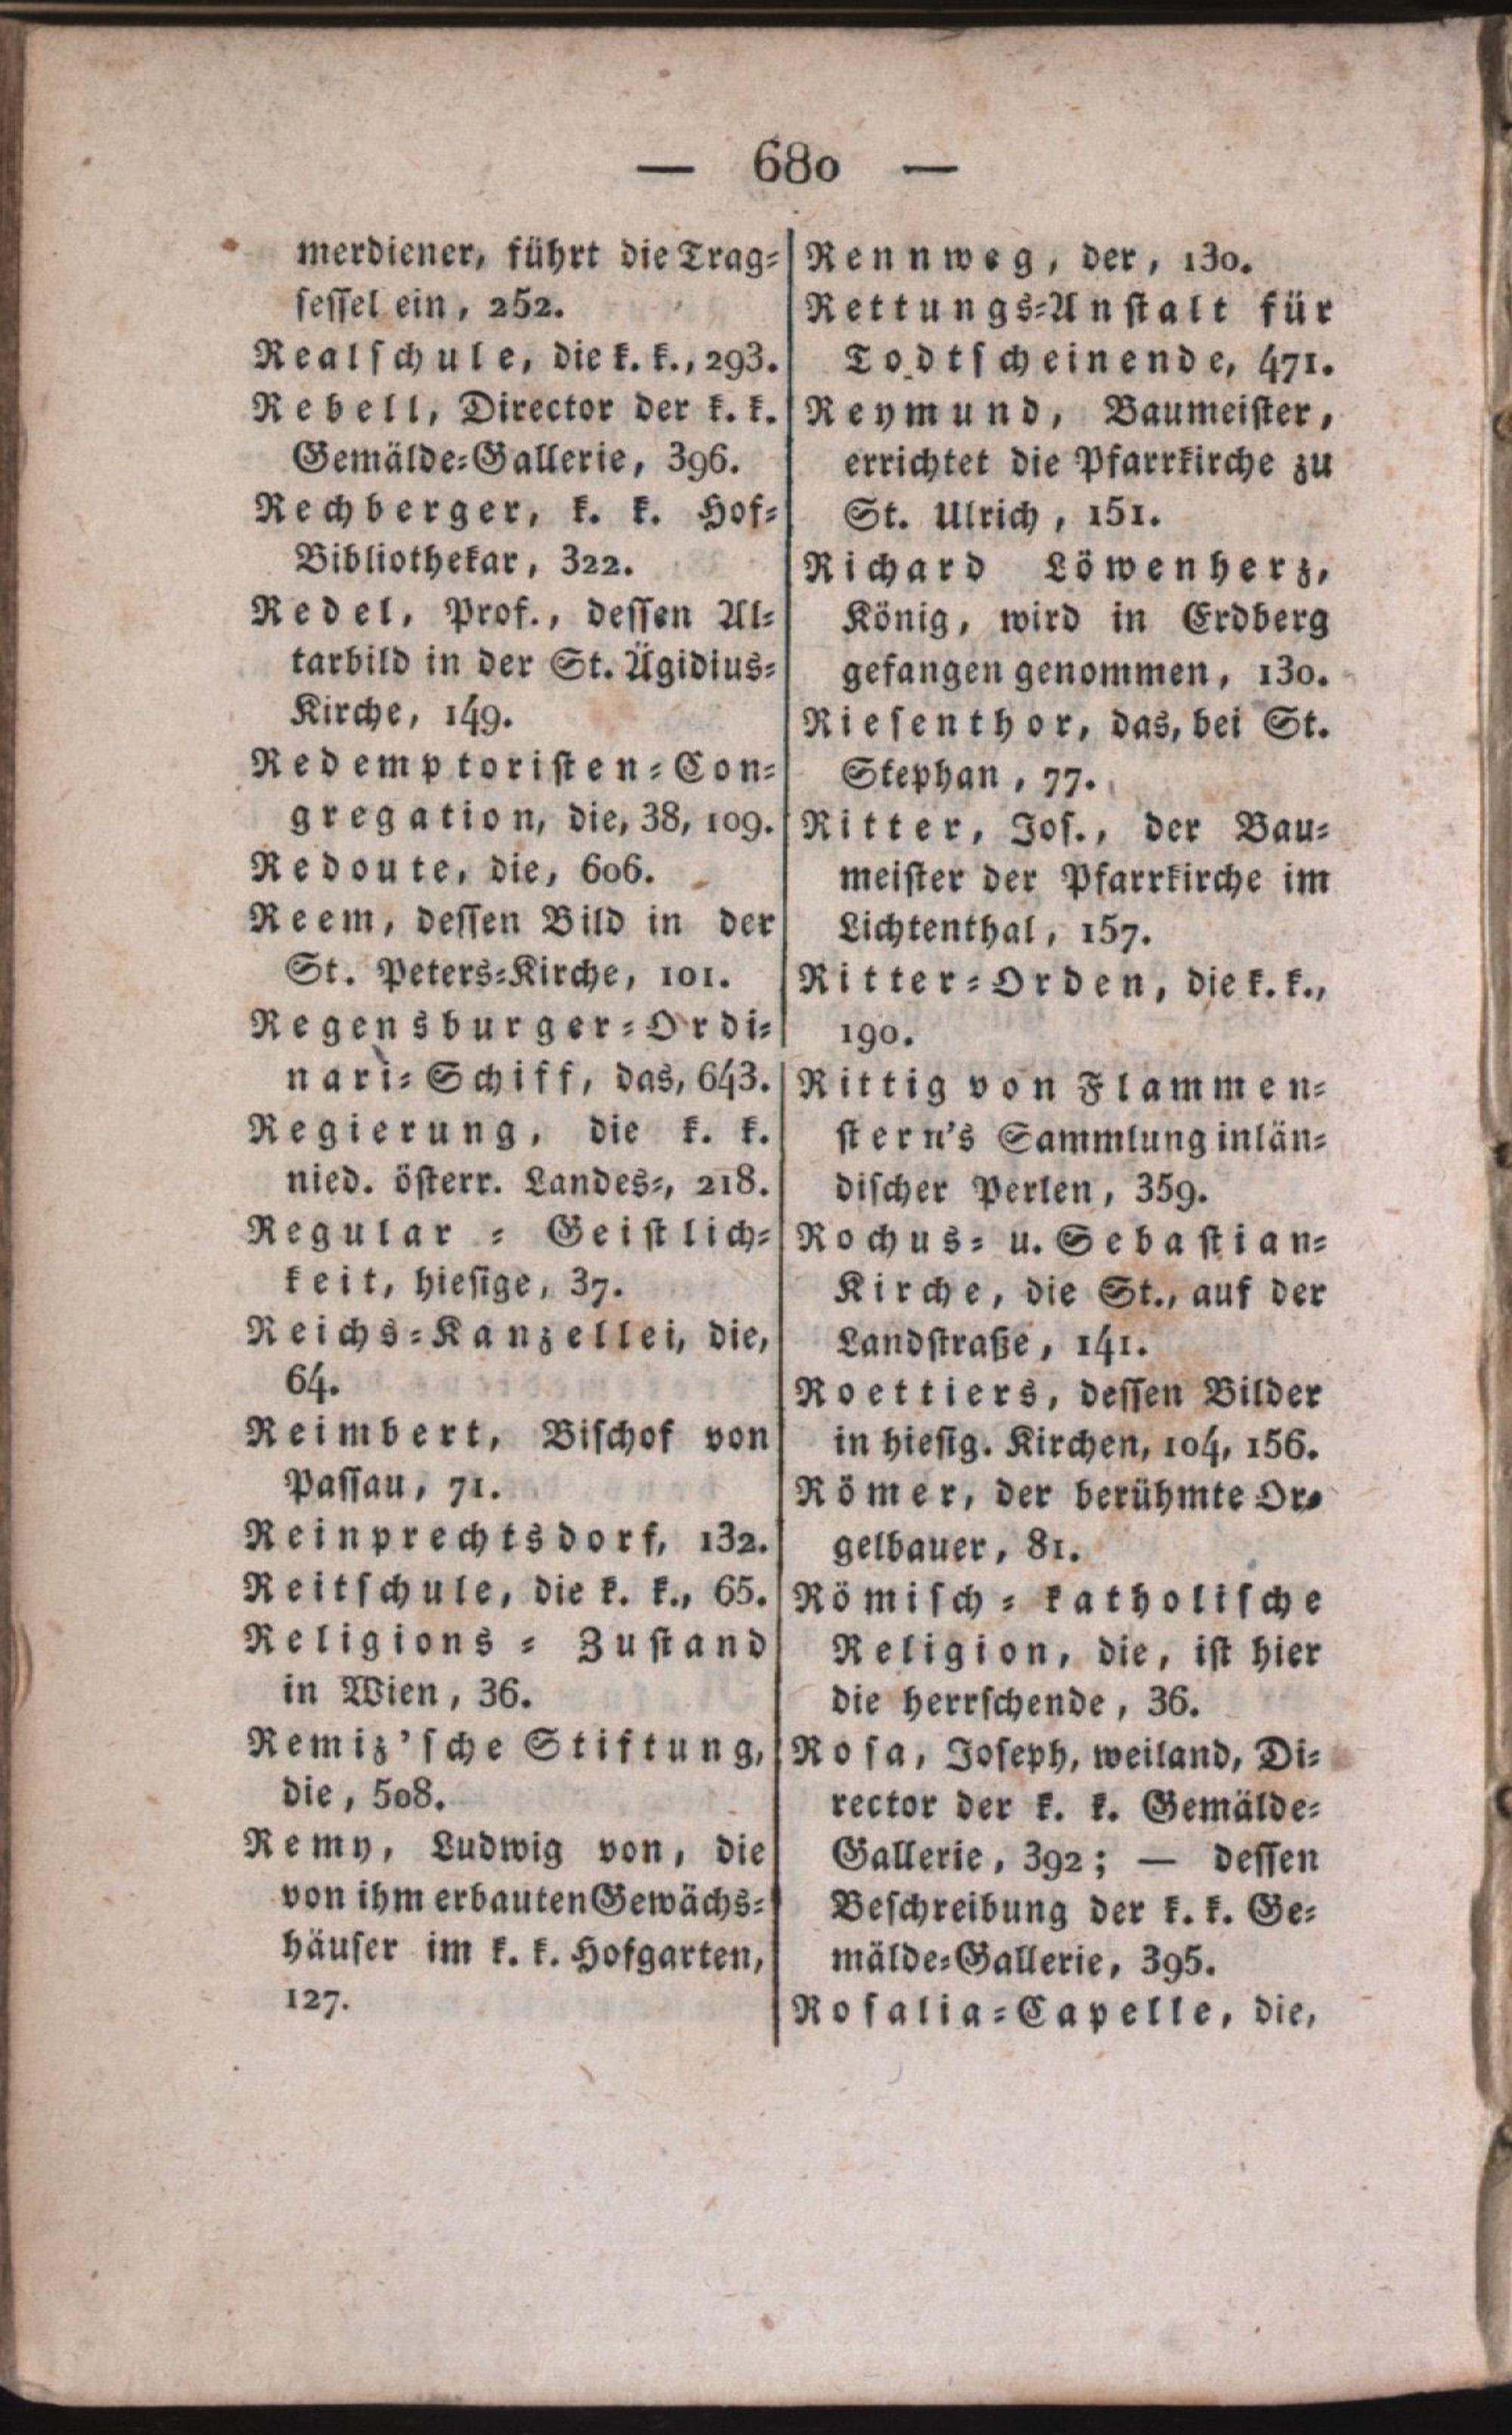 — 680 —
merdiener, führt die Trag-
sessel ein, 252.
Realschule, die k. k., 293.
Rebell, Director der k. k.
Gemälde-Gallerie, 396.
Rechberger, k. k. Hof-
Bibliothekar, 322.
Redel, Prof., dessen Al-
tarbild in der St. Ägidius-
Kirche, 149.
Redemptoristen-Con-
gregation, die, 38, 109.
Redoute, die, 606.
Reem, dessen Bild in der
St. Peters-Kirche, 101.
Regensburger-Ordi-
nari-Schiff, das, 643.
Regierung, die k. k.
nied. österr. Landes-, 218.
Regular-Geistlich-
keit, hiesige, 37.
Reichs-Kanzellei, die,
64.
Reimbert, Bischof von
Passau, 71.
Reinprechtsdorf, 132.
Reitschule, die k. k., 65.
Religions-Zustand
in Wien, 36.
Remiz'sche Stiftung,
die, 508.
Remy, Ludwig von, die
von ihm erbauten Gewächs-
häuser im k. k. Hofgarten,
127.
Rennweg, der, 130.
Rettungs-Anstalt für
Todtscheinende, 471.
Reymund, Baumeister,
errichtet die Pfarrkirche zu
St. Ulrich, 151.
Richard Löwenherz,
König, wird in Erdberg
gefangen genommen, 130.
Riesenthor, das, bei St.
Stephan, 77.
Ritter, Jos., der Bau-
meister der Pfarrkirche im
Lichtenthal, 157.
Ritter-Orden, die k. k.,
190.
Rittig von Flammen-
stern's Sammlung inlän-
discher Perlen, 359.
Rochus- u. Sebastian-
Kirche, die St., auf der
Landstraße, 141.
Roettiers, dessen Bilder
in hiesig. Kirchen, 104, 156.
Römer, der berühmte Or-
gelbauer, 81.
Römisch-katholische
Religion, die, ist hier
die herrschende, 36.
Rosa, Joseph, weiland, Di-
rector der k. k. Gemälde-
Gallerie, 392; — dessen
Beschreibung der k. k. Ge-
mälde-Gallerie, 395.
Rosalia-Capelle, die,